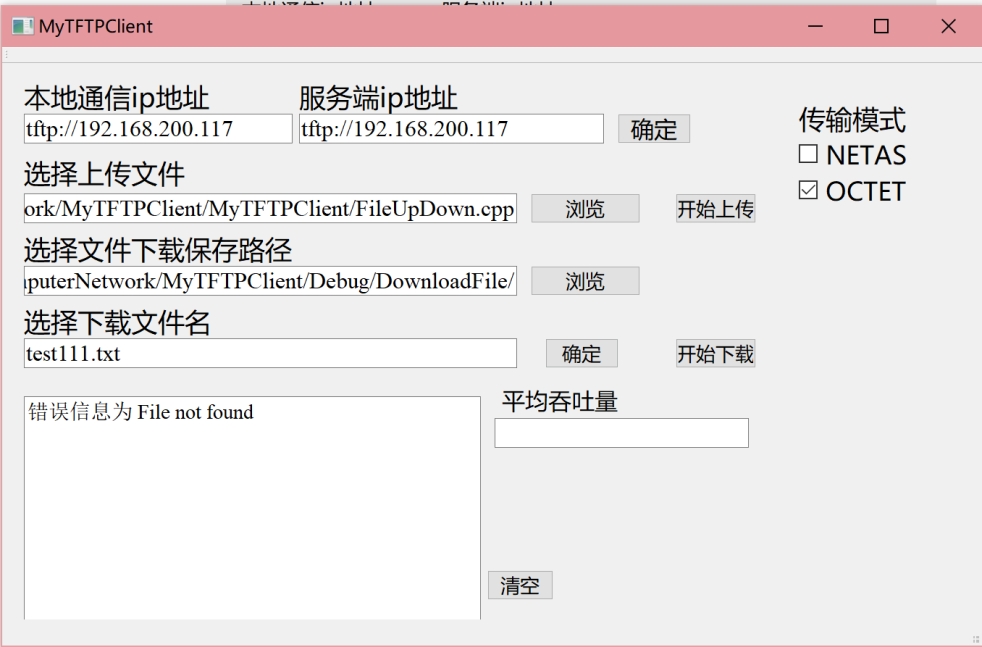 MyTFTPClient
本地通信ip地址
服务端ip地址
tftp://192.168.200.117
tftp://192.168.200.117
确定
传输模式
NETAS
OCTET
选择上传文件
ork/MyTFTPClient/MyTFTPClient/FileUpDown.cpp
浏览
开始上传
选择文件下载保存路径
puterNetwork/MyTFTPClient/Debug/DownloadFile/
浏览
选择下载文件名
test111.txt
确定
开始下载
错误信息为 File not found
平均吞吐量
清空